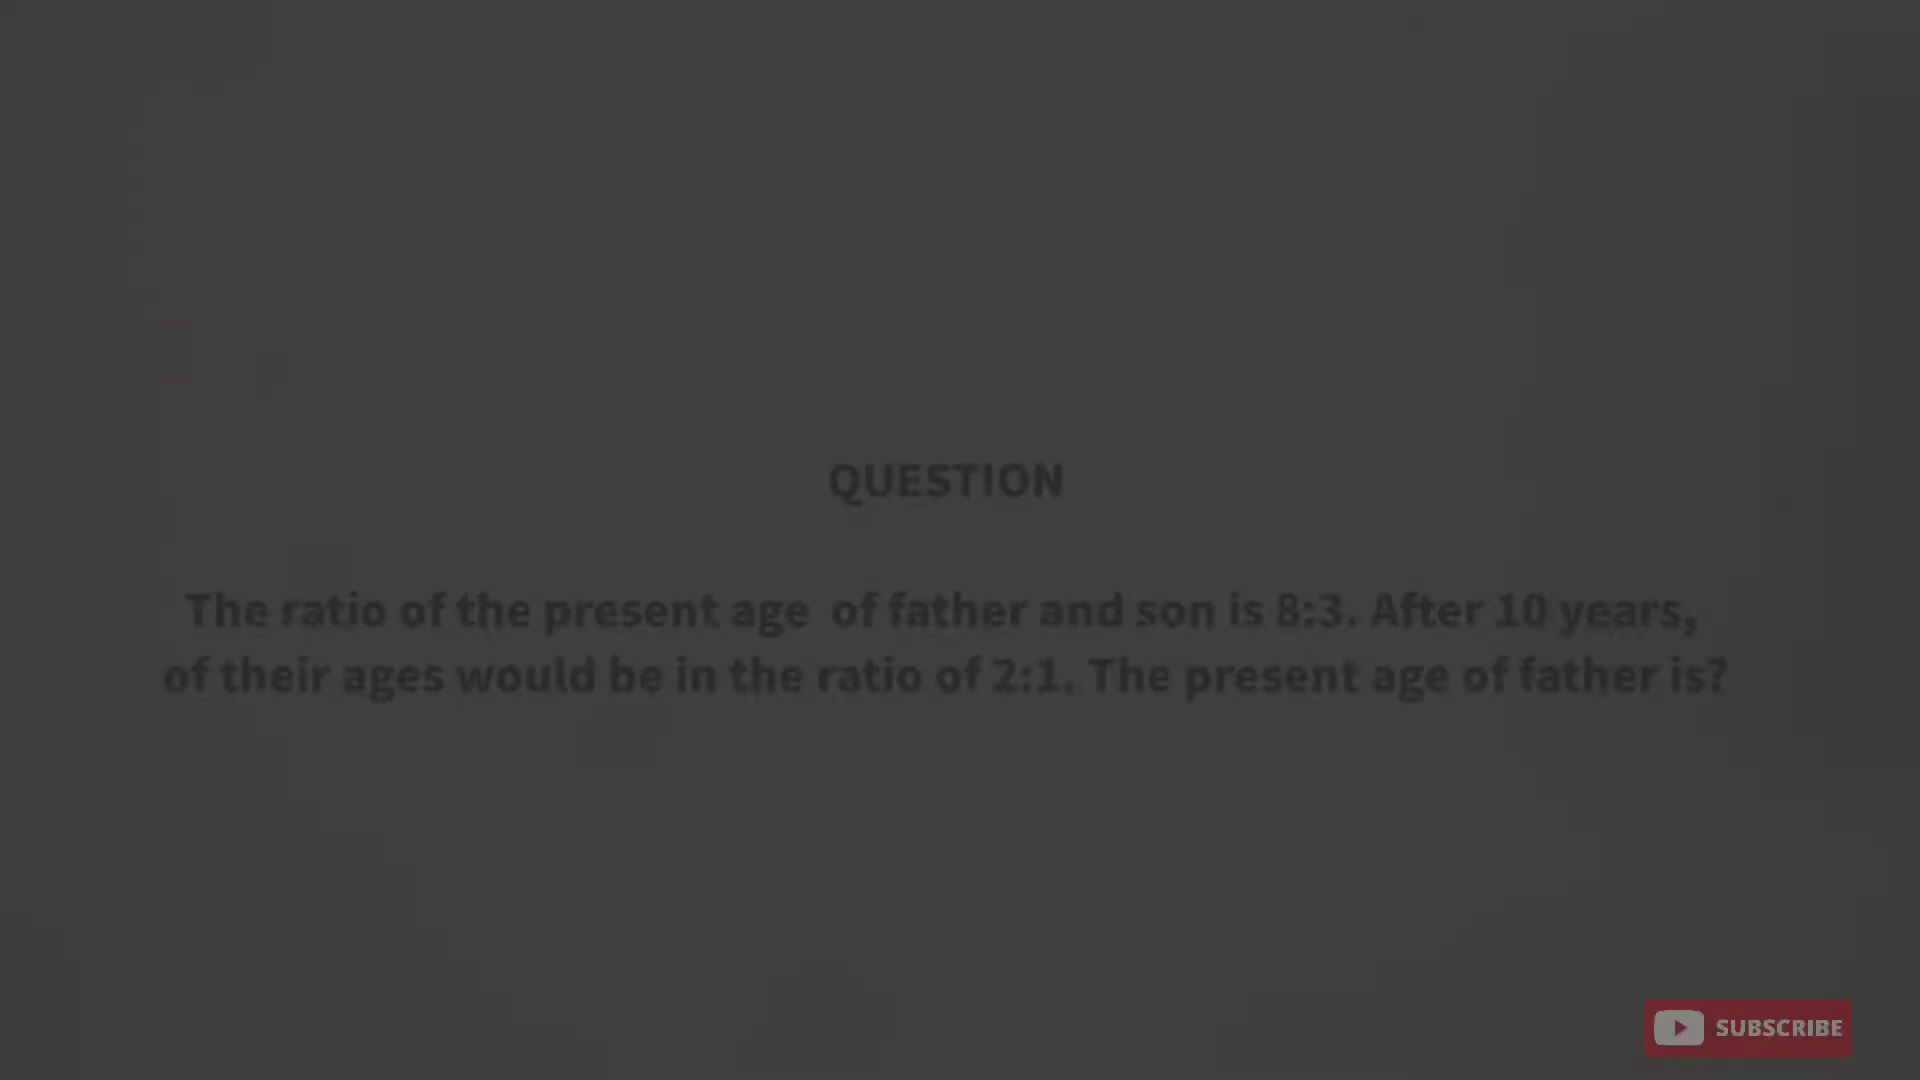 QUESTION
The ratio of the present age of father and son is 8:3. After 10 years,
of their ages would be in the ratio of 2:1. The present age of father is?
SUBSCRIBE